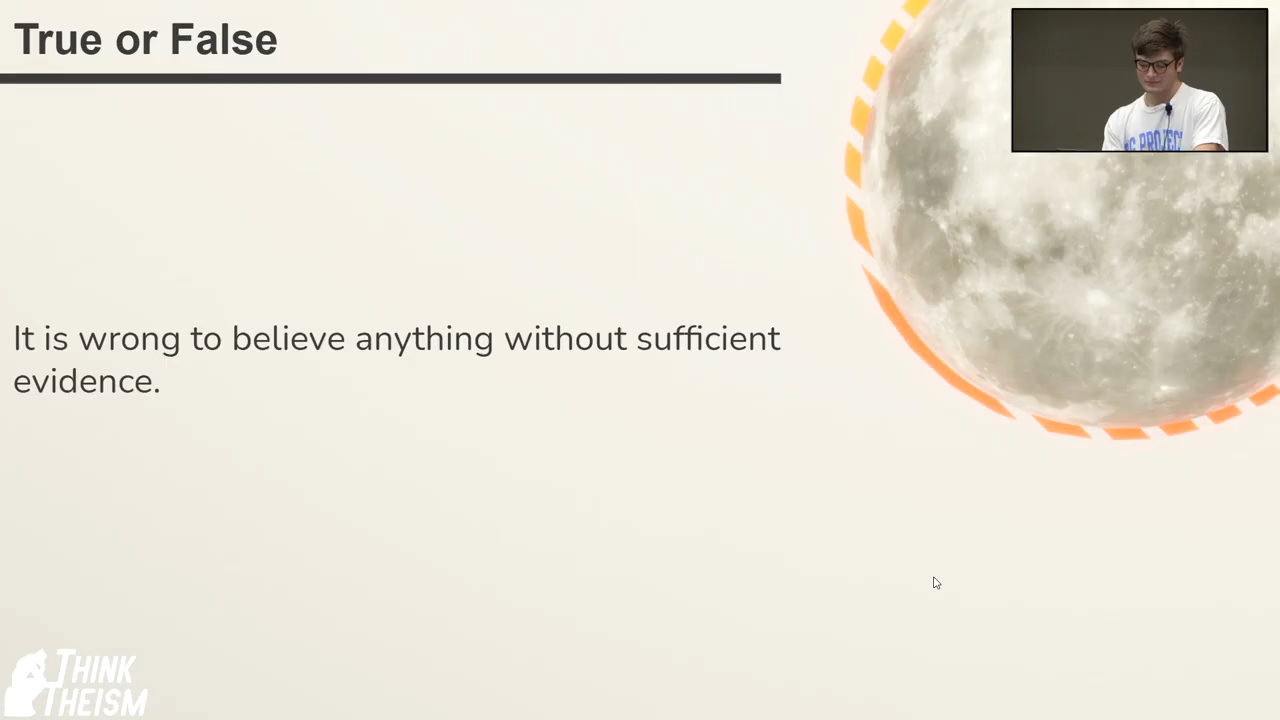 True or False
It is wrong to believe anything without sufficient
evidence.
THINK
THEISM